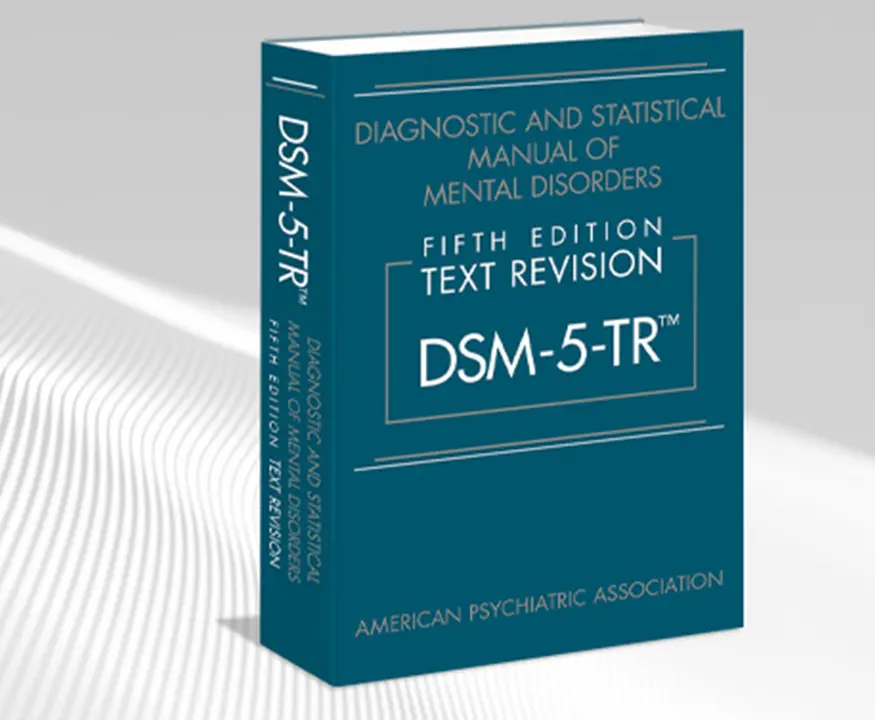 DIAGNOSTIC AND STATISTICAL
MANUAL OF
MENTAL DISORDERS
FIFTH EDITION
TEXT REVISION
DSM-5-TR™
AMERICAN PSYCHIATRIC ASSOCIATION
DSM-5-TR™
DIAGNOSTIC AND STATISTICAL
MANUAL OF MENTAL DISORDERS
FIFTH EDITION TEXT REVISION